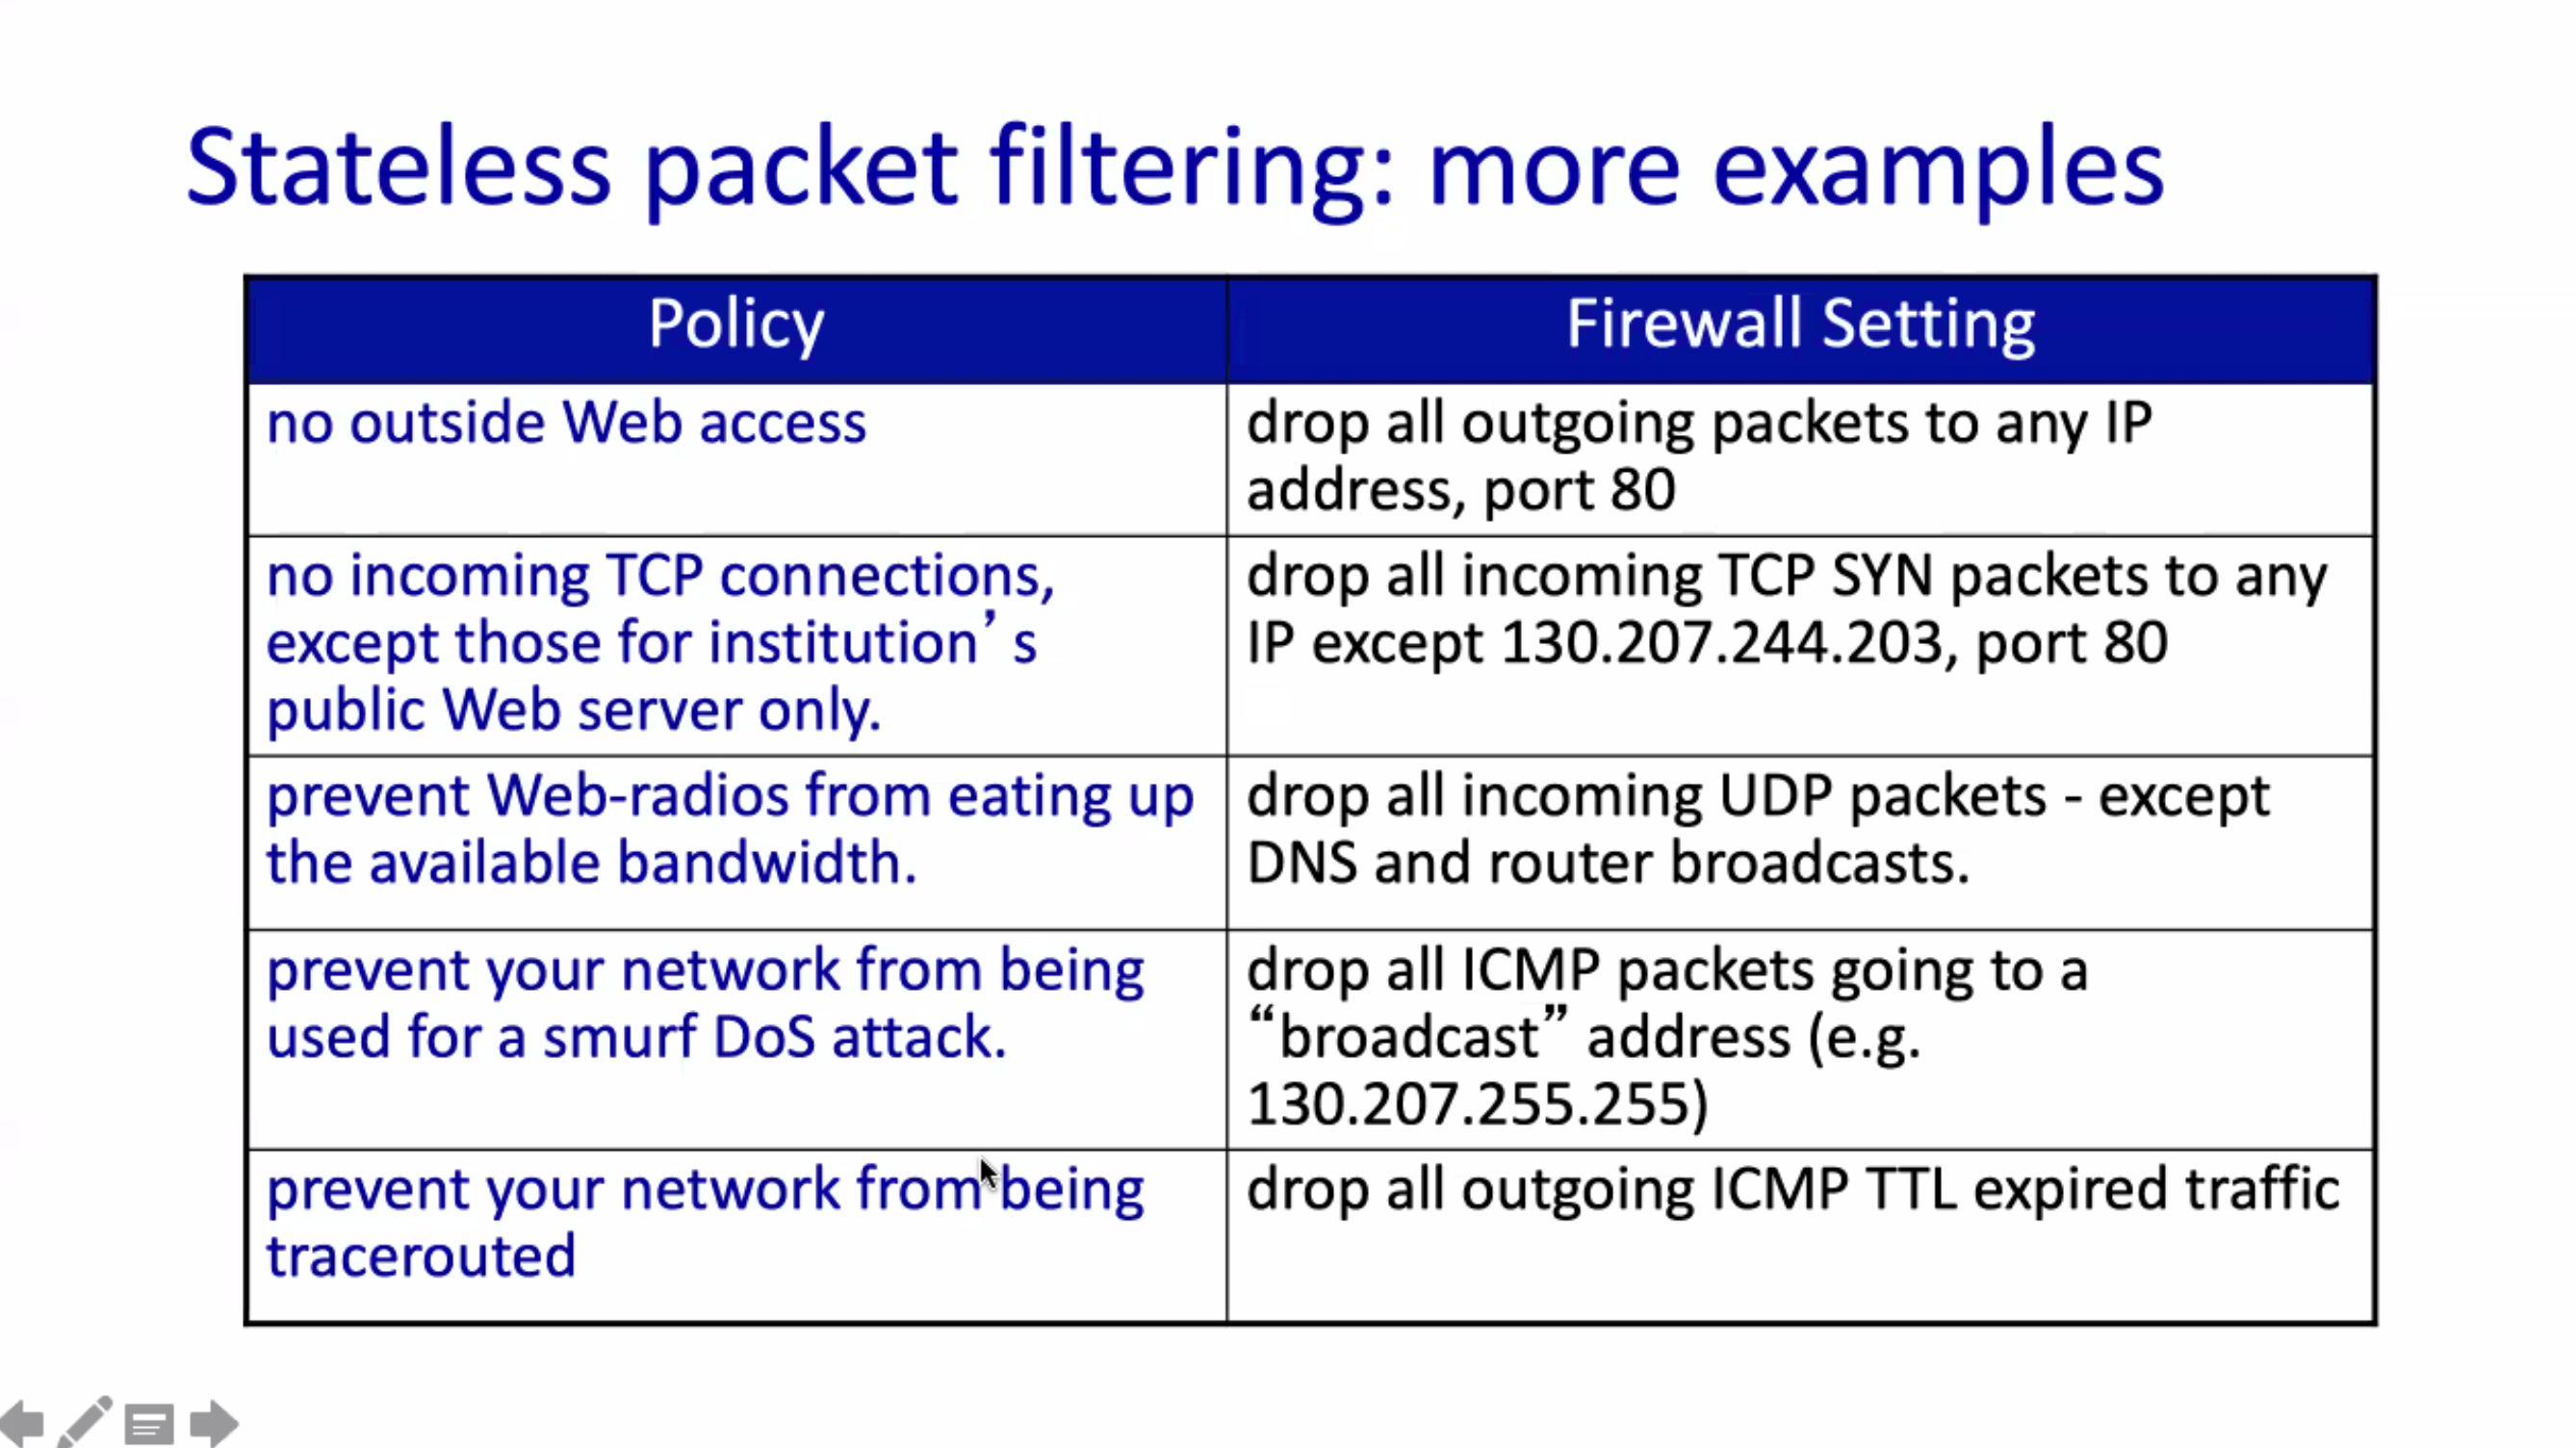 Stateless packet filtering: more examples
Policy
Firewall Setting
no outside Web access
drop all outgoing packets to any IP
address, port 80
no incoming TCP connections,
except those for institution’s
public Web server only.
drop all incoming TCP SYN packets to any
IP except 130.207.244.203, port 80
prevent Web-radios from eating up
the available bandwidth.
drop all incoming UDP packets - except
DNS and router broadcasts.
prevent your network from being
used for a smurf DoS attack.
drop all ICMP packets going to a
“broadcast” address (e.g.
130.207.255.255)
prevent your network from being
tracerouted
drop all outgoing ICMP TTL expired traffic